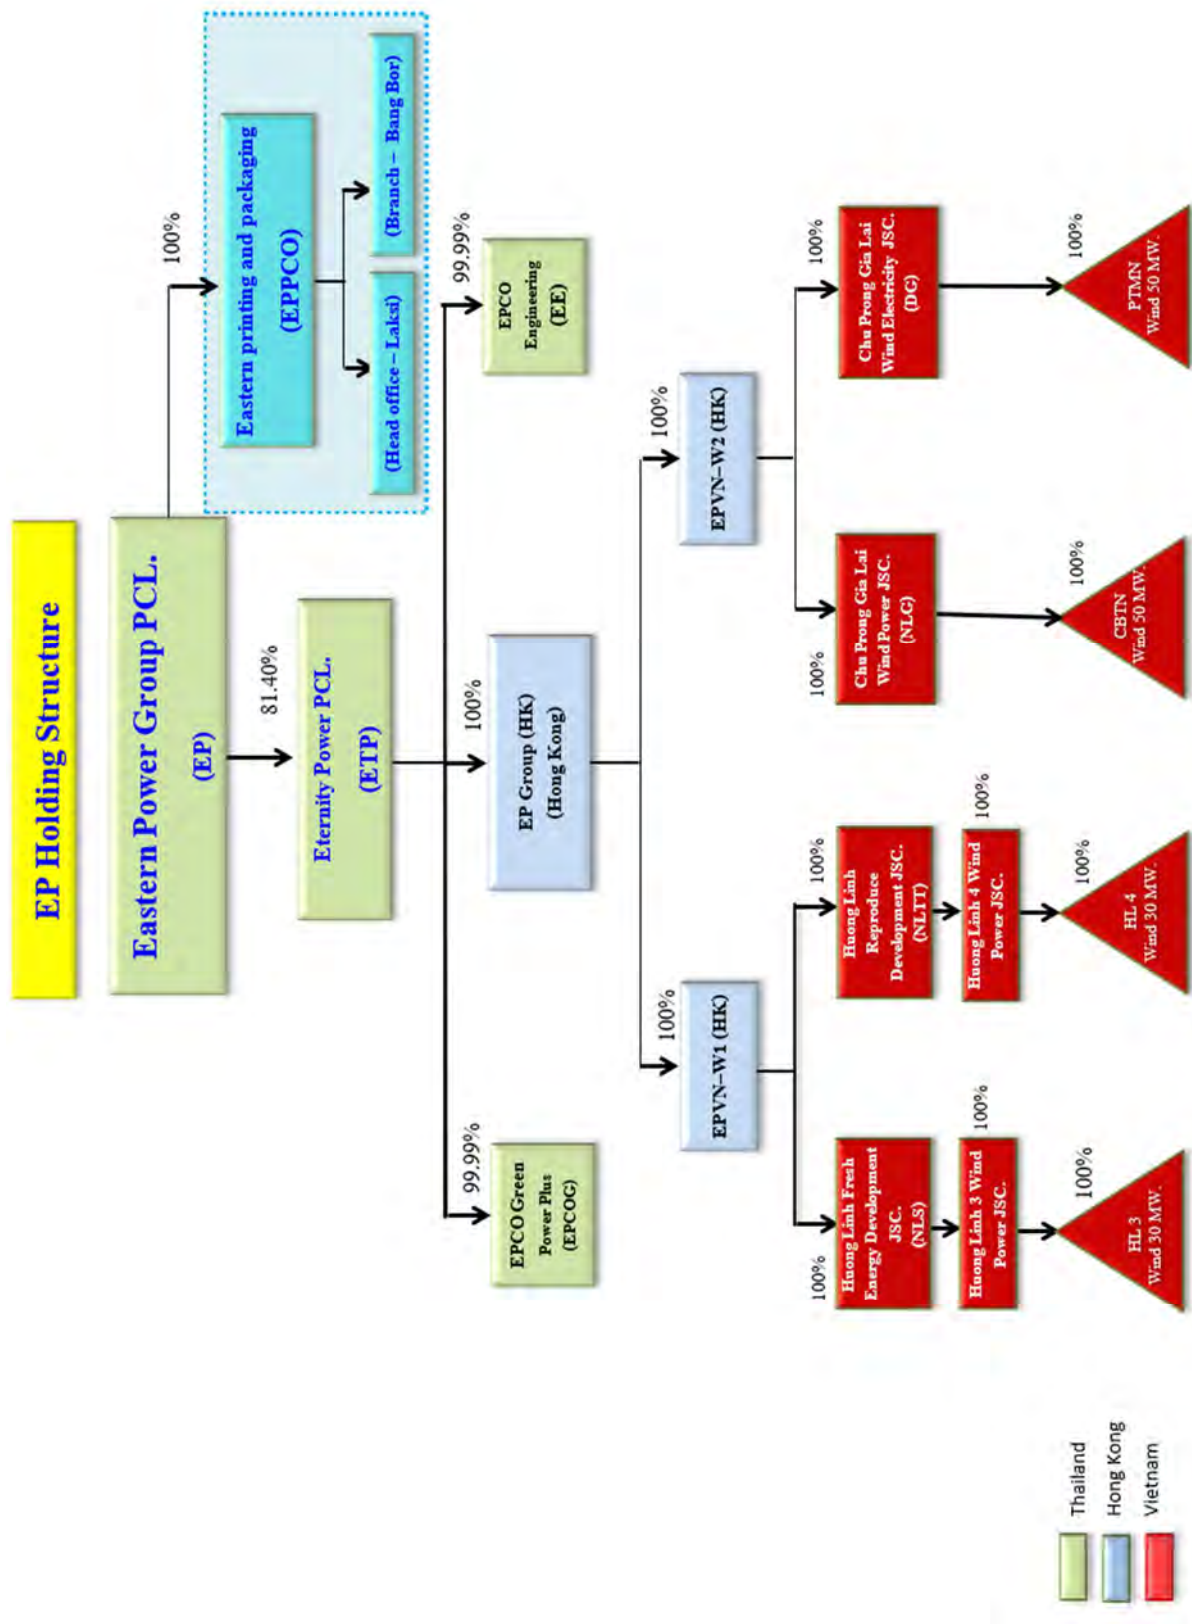 EP Holding Structure
Eastern Power Group PCL.
(EP)
100%
Eastern printing and packaging
(EPPCO)
(Head office – Laksi)
(Branch – Bang Bor)
81.40%
Eternity Power PCL.
(ETP)
99.99%
100%
99.99%
EPCO Green
Power Plus
(EPCOG)
EP Group (HK)
(Hong Kong)
EPCO
Engineering
(EE)
100%
100%
EPVN-W1 (HK)
EPVN-W2 (HK)
100%
100%
100%
100%
Huong Linh Fresh
Energy Development
JSC.
(NLS)
Huong Linh
Reproduce
Development JSC.
(NLTT)
Chu Prong Gia Lai
Wind Power JSC.
(NLG)
Chu Prong Gia Lai
Wind Electricity JSC.
(DG)
100%
100%
Huong Linh 3 Wind
Power JSC.
Huong Linh 4 Wind
Power JSC.
100%
100%
100%
100%
HL 3
Wind 30 MW.
HL 4
Wind 30 MW.
CBTN
Wind 50 MW.
PTMN
Wind 50 MW.
Thailand
Hong Kong
Vietnam